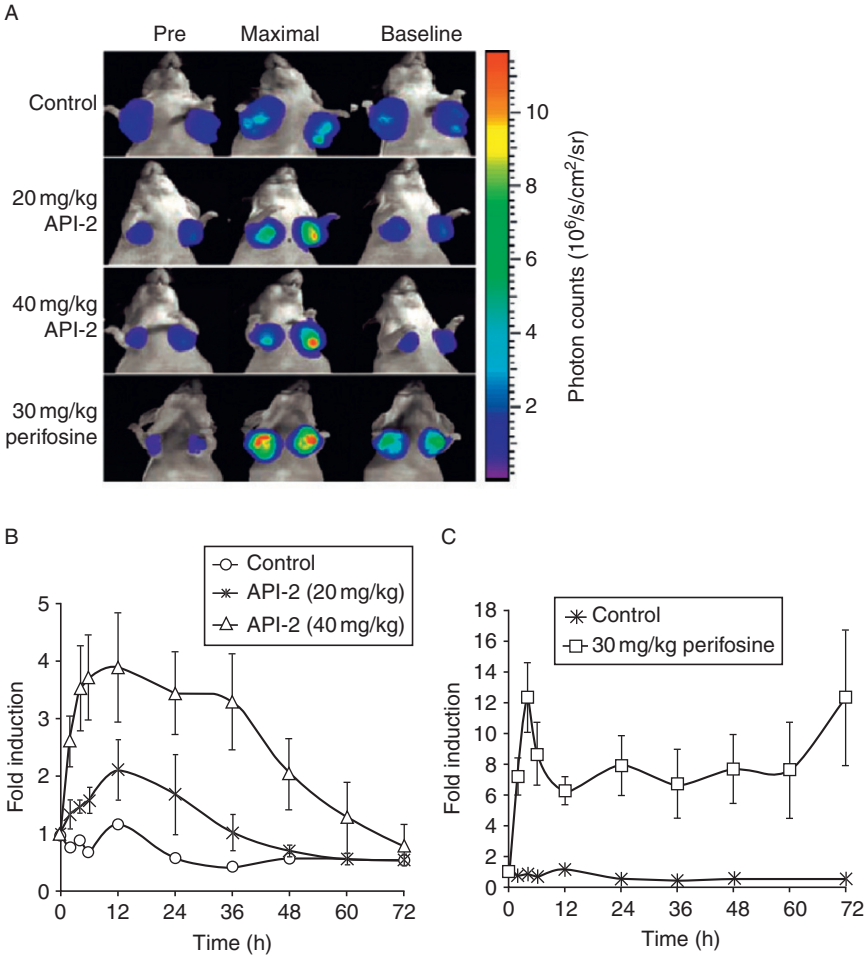 A
Pre Maximal Baseline
Control
20 mg/kg
API-2
40 mg/kg
API-2
30 mg/kg
perifosine
10
8
6
4
2
Photon counts (10⁶/s/cm²/sr)
B
Control
API-2 (20 mg/kg)
API-2 (40 mg/kg)
5
4
3
2
1
0
Fold induction
0 12 24 36 48 60 72
Time (h)
C
Control
30 mg/kg perifosine
18
16
14
12
10
8
6
4
2
0
Fold induction
0 12 24 36 48 60 72
Time (h)